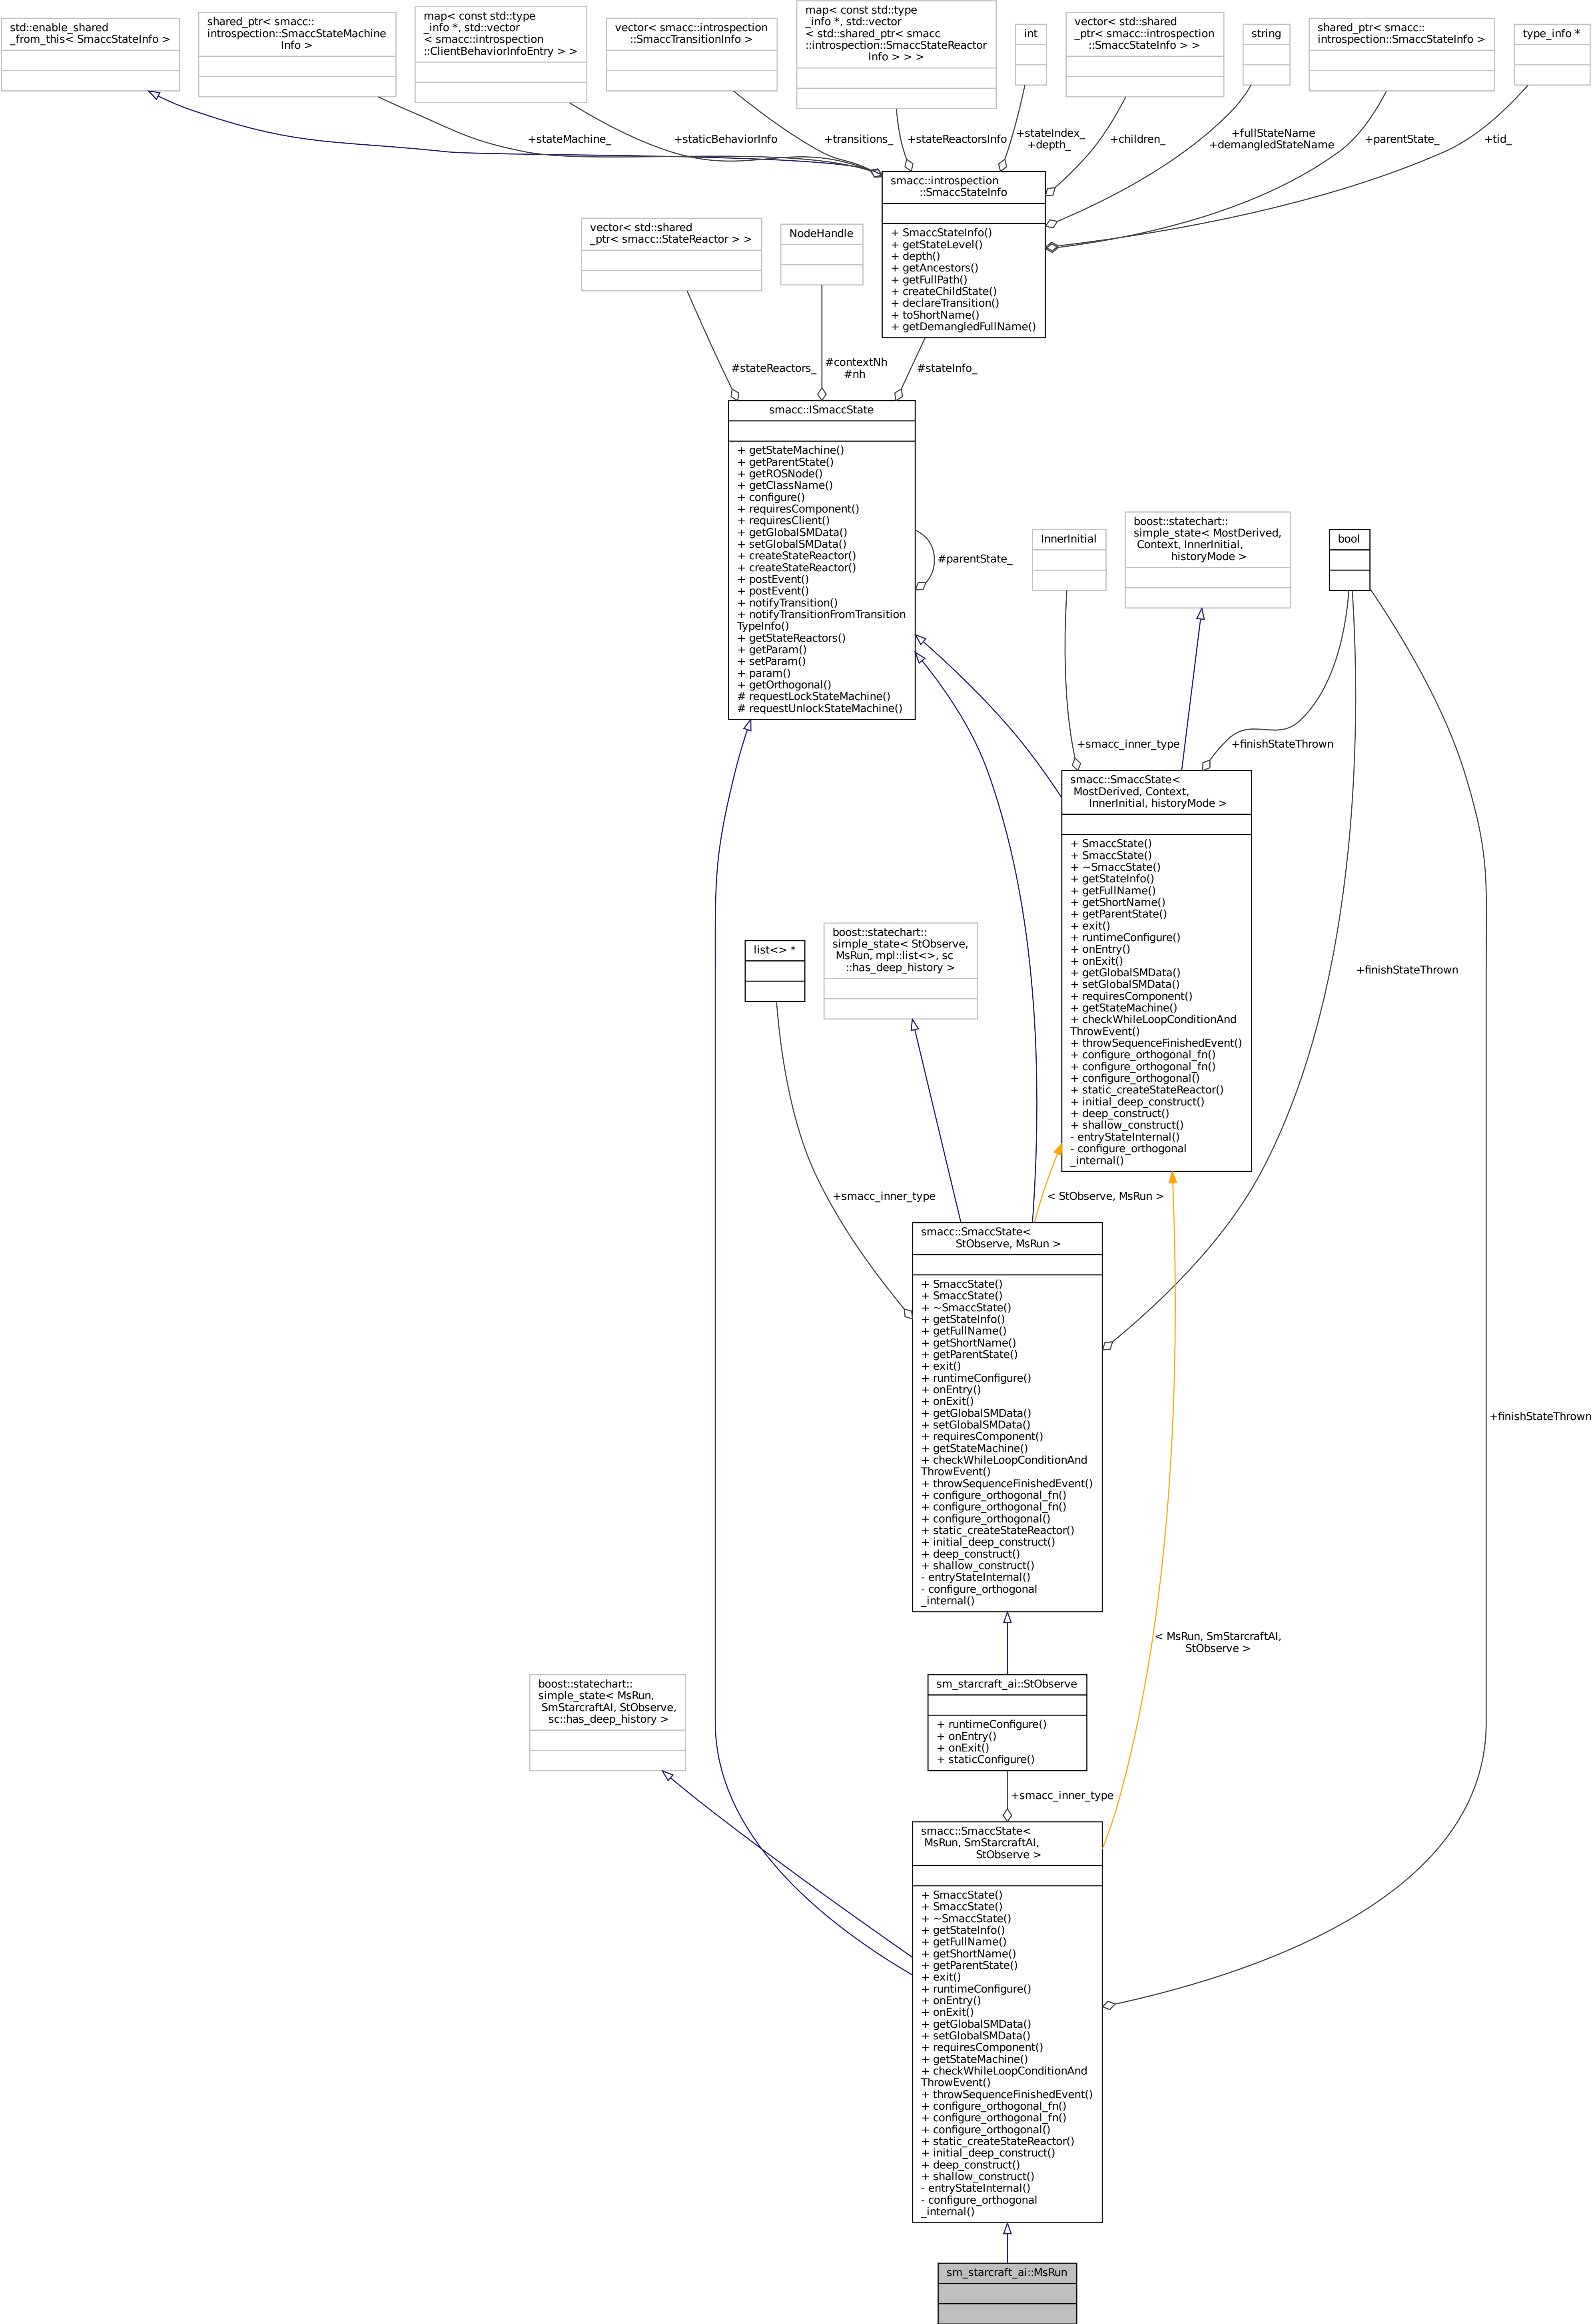 std::enable_shared
_from_this< SmaccStateInfo >
shared_ptr< smacc::
introspection::SmaccStateMachine
Info >
map< const std::type
_info *, std::vector
< smacc::introspection
::ClientBehaviorInfoEntry > >
vector< smacc::introspection
::SmaccTransitionInfo >
map< const std::type
_info *, std::vector
< std::shared_ptr< smacc
::introspection::SmaccStateReactor
Info > > >
int
vector< std::shared
_ptr< smacc::introspection
::SmaccStateInfo > >
string
shared_ptr< smacc::
introspection::SmaccStateInfo >
type_info *
+stateMachine_
+staticBehaviorInfo
+transitions_
+stateReactorsInfo
+stateIndex_
+depth_
+children_
+fullStateName
+demangledStateName
+parentState_
+tid_
smacc::introspection
::SmaccStateInfo
+ SmaccStateInfo()
+ getStateLevel()
+ depth()
+ getAncestors()
+ getFullPath()
+ createChildState()
+ declareTransition()
+ toShortName()
+ getDemangledFullName()
vector< std::shared
_ptr< smacc::StateReactor > >
NodeHandle
#stateReactors_
#contextNh
#nh
#stateInfo_
smacc::ISmaccState
+ getStateMachine()
+ getParentState()
+ getROSNode()
+ getClassName()
+ configure()
+ requiresComponent()
+ requiresClient()
+ getGlobalSMData()
+ setGlobalSMData()
+ createStateReactor()
+ createStateReactor()
+ postEvent()
+ postEvent()
+ notifyTransition()
+ notifyTransitionFromTransition
TypeInfo()
+ getStateReactors()
+ getParam()
+ setParam()
+ param()
+ getOrthogonal()
# requestLockStateMachine()
# requestUnlockStateMachine()
#parentState_
InnerInitial
boost::statechart::
simple_state< MostDerived,
Context, InnerInitial,
historyMode >
bool
+smacc_inner_type
+finishStateThrown
smacc::SmaccState<
MostDerived, Context,
InnerInitial, historyMode >
+ SmaccState()
+ SmaccState()
+ ~SmaccState()
+ getStateInfo()
+ getFullName()
+ getShortName()
+ getParentState()
+ exit()
+ runtimeConfigure()
+ onEntry()
+ onExit()
+ getGlobalSMData()
+ setGlobalSMData()
+ requiresComponent()
+ getStateMachine()
+ checkWhileLoopConditionAnd
ThrowEvent()
+ throwSequenceFinishedEvent()
+ configure_orthogonal_fn()
+ configure_orthogonal_fn()
+ configure_orthogonal()
+ static_createStateReactor()
+ initial_deep_construct()
+ deep_construct()
+ shallow_construct()
- entryStateInternal()
- configure_orthogonal
_internal()
list<> *
boost::statechart::
simple_state< StObserve,
MsRun, mpl::list<>, sc
::has_deep_history >
+finishStateThrown
+smacc_inner_type
< StObserve, MsRun >
smacc::SmaccState<
StObserve, MsRun >
+ SmaccState()
+ SmaccState()
+ ~SmaccState()
+ getStateInfo()
+ getFullName()
+ getShortName()
+ getParentState()
+ exit()
+ runtimeConfigure()
+ onEntry()
+ onExit()
+ getGlobalSMData()
+ setGlobalSMData()
+ requiresComponent()
+ getStateMachine()
+ checkWhileLoopConditionAnd
ThrowEvent()
+ throwSequenceFinishedEvent()
+ configure_orthogonal_fn()
+ configure_orthogonal_fn()
+ configure_orthogonal()
+ static_createStateReactor()
+ initial_deep_construct()
+ deep_construct()
+ shallow_construct()
- entryStateInternal()
- configure_orthogonal
_internal()
+finishStateThrown
< MsRun, SmStarcraftAI,
StObserve >
boost::statechart::
simple_state< MsRun,
SmStarcraftAI, StObserve,
sc::has_deep_history >
sm_starcraft_ai::StObserve
+ runtimeConfigure()
+ onEntry()
+ onExit()
+ staticConfigure()
+smacc_inner_type
smacc::SmaccState<
MsRun, SmStarcraftAI,
StObserve >
+ SmaccState()
+ SmaccState()
+ ~SmaccState()
+ getStateInfo()
+ getFullName()
+ getShortName()
+ getParentState()
+ exit()
+ runtimeConfigure()
+ onEntry()
+ onExit()
+ getGlobalSMData()
+ setGlobalSMData()
+ requiresComponent()
+ getStateMachine()
+ checkWhileLoopConditionAnd
ThrowEvent()
+ throwSequenceFinishedEvent()
+ configure_orthogonal_fn()
+ configure_orthogonal_fn()
+ configure_orthogonal()
+ static_createStateReactor()
+ initial_deep_construct()
+ deep_construct()
+ shallow_construct()
- entryStateInternal()
- configure_orthogonal
_internal()
sm_starcraft_ai::MsRun